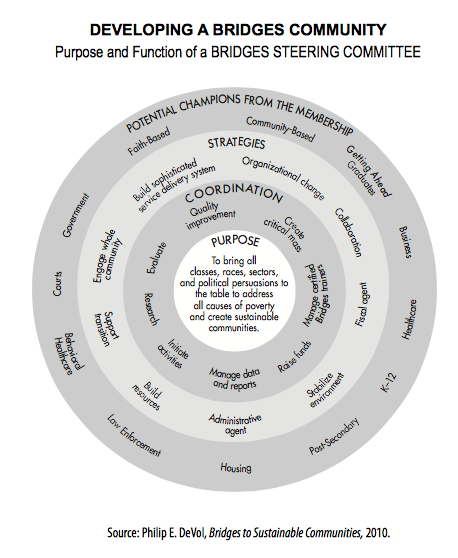 DEVELOPING A BRIDGES COMMUNITY
Purpose and Function of a BRIDGES STEERING COMMITTEE
POTENTIAL CHAMPIONS FROM THE MEMBERSHIP
Faith-Based
Community-Based
Getting Ahead
Graduates
Business
Healthcare
K–12
Post-Secondary
Housing
Law Enforcement
Behavioral
Healthcare
Courts
Government
STRATEGIES
Build sophisticated
service delivery system
Organizational change
Collaboration
Fiscal agent
Stabilize
environment
Administrative
agent
Build
resources
Support
transition
Engage whole
community
COORDINATION
Quality
improvement
Create
critical mass
Manage certified
Bridges trainers
Raise funds
Manage data
and reports
Initiate
activities
Research
Evaluate
PURPOSE
To bring all
classes, races, sectors,
and political persuasions to
the table to address
all causes of poverty
and create sustainable
communities.
Source: Philip E. DeVol, Bridges to Sustainable Communities, 2010.